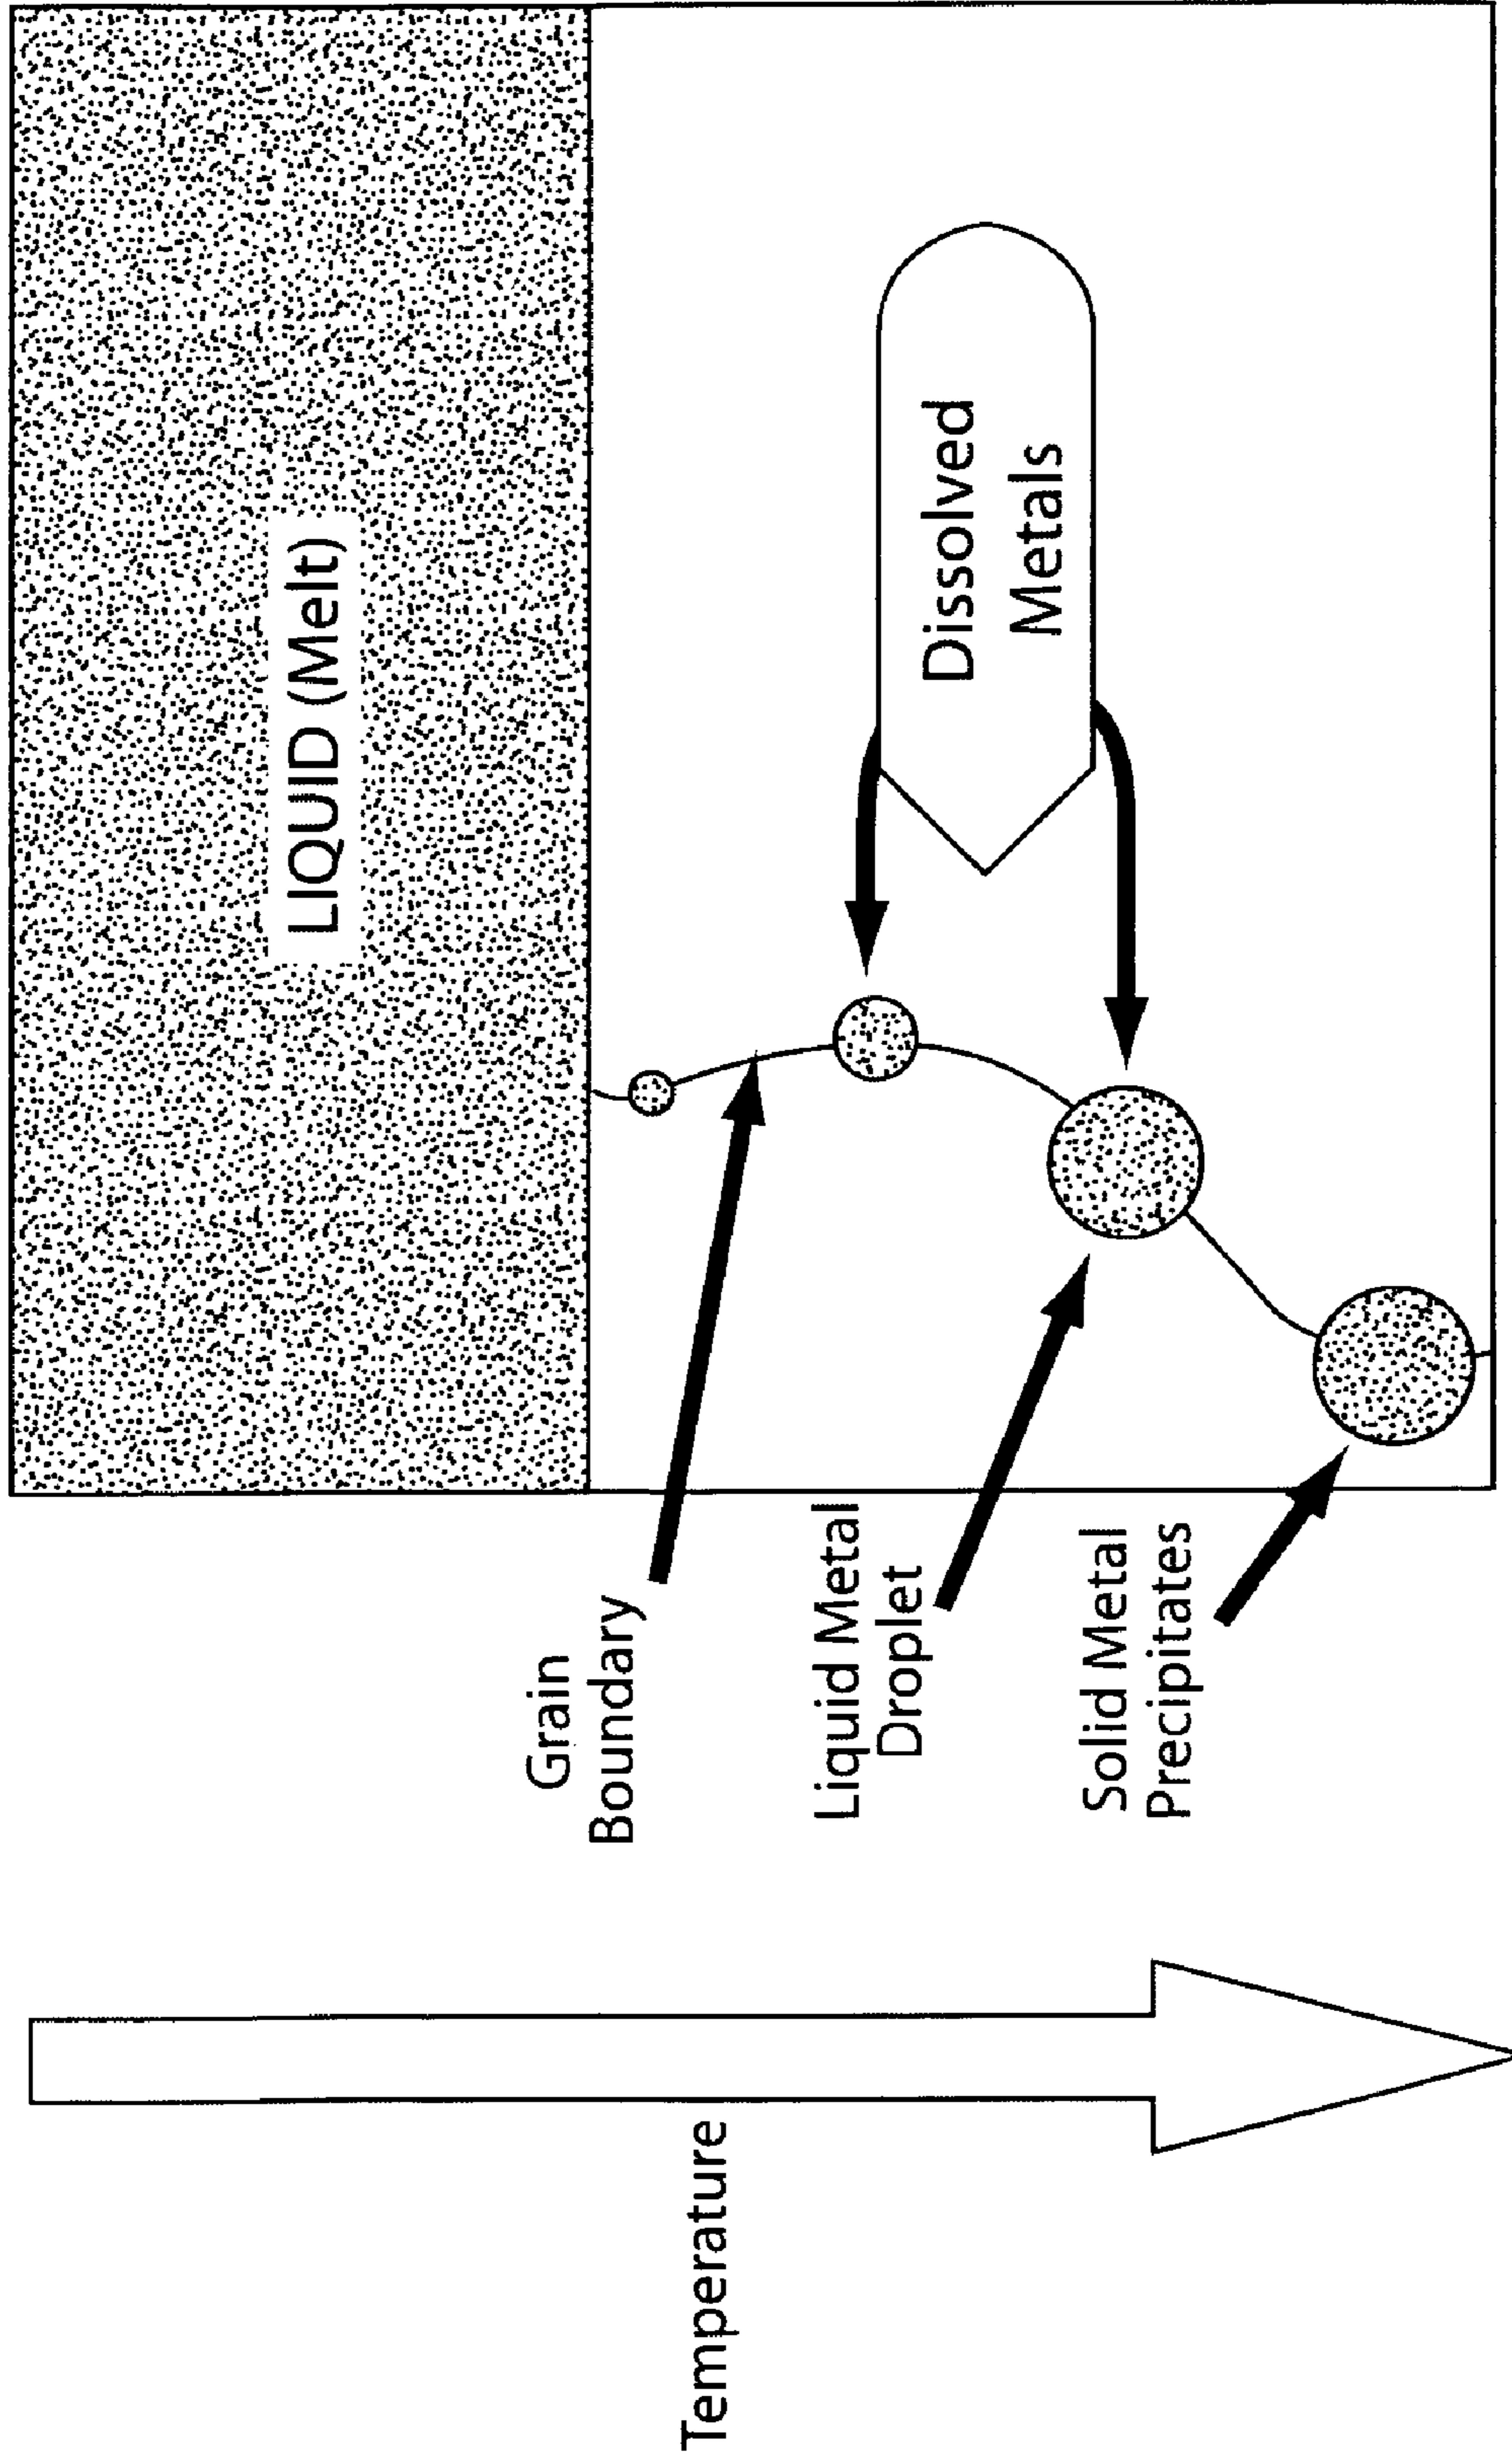 LIQUID (Melt)
Grain
Boundary
Temperature
Liquid Metal
Droplet
Dissolved
Metals
Solid Metal
Precipitates